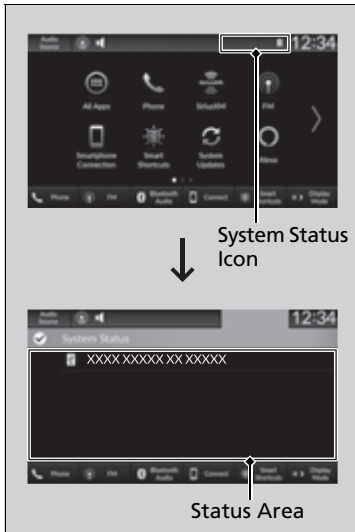 Audio Source 12:34
All Apps Phone SiriusXM FM
Smartphone Connection Smart Shortcuts System Updates Alexa
Phone FM Bluetooth Audio Connect Smart Shortcuts Display Mode
System Status
Icon
Audio Source 12:34
System Status
XXXX XXXXX XX XXXXX
Phone FM Bluetooth Audio Connect Smart Shortcuts Display Mode
Status Area